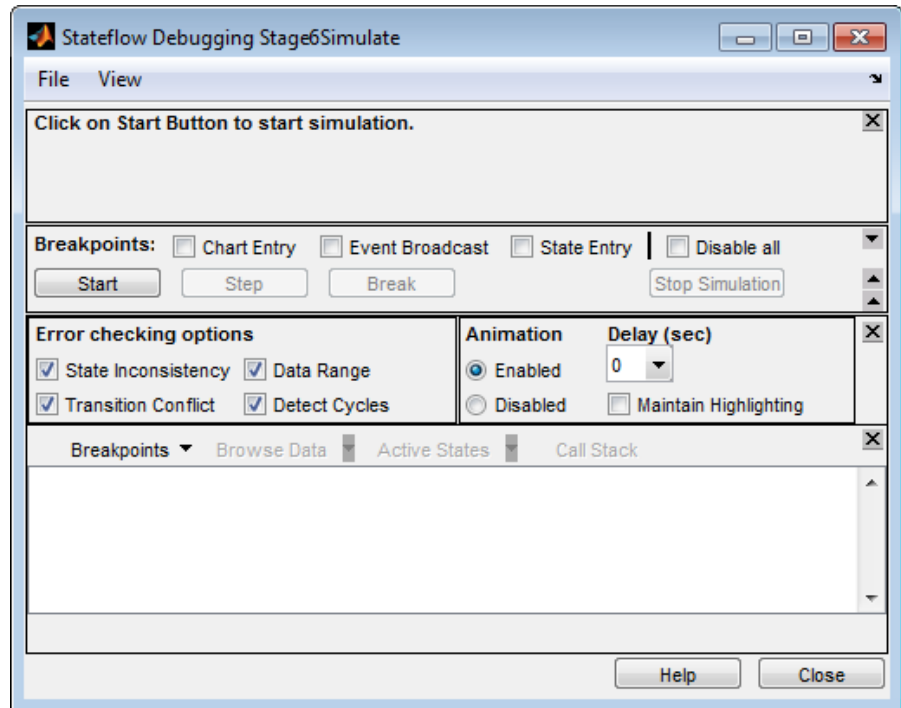 Stateflow Debugging Stage6Simulate
File View
Click on Start Button to start simulation.
Breakpoints: Chart Entry Event Broadcast State Entry Disable all
Start Step Break Stop Simulation
Error checking options Animation Delay (sec)
State Inconsistency Data Range Enabled 0
Transition Conflict Detect Cycles Disabled Maintain Highlighting
Breakpoints Browse Data Active States Call Stack
Help Close